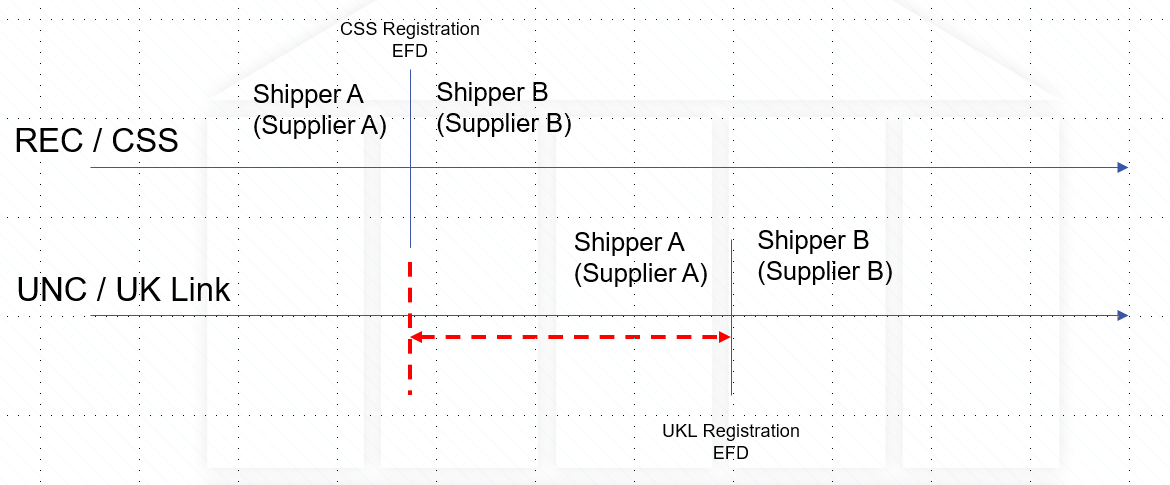 CSS Registration
EFD
Shipper A
(Supplier A)
Shipper B
(Supplier B)
REC / CSS
Shipper A
(Supplier A)
Shipper B
(Supplier B)
UNC / UK Link
UKL Registration
EFD